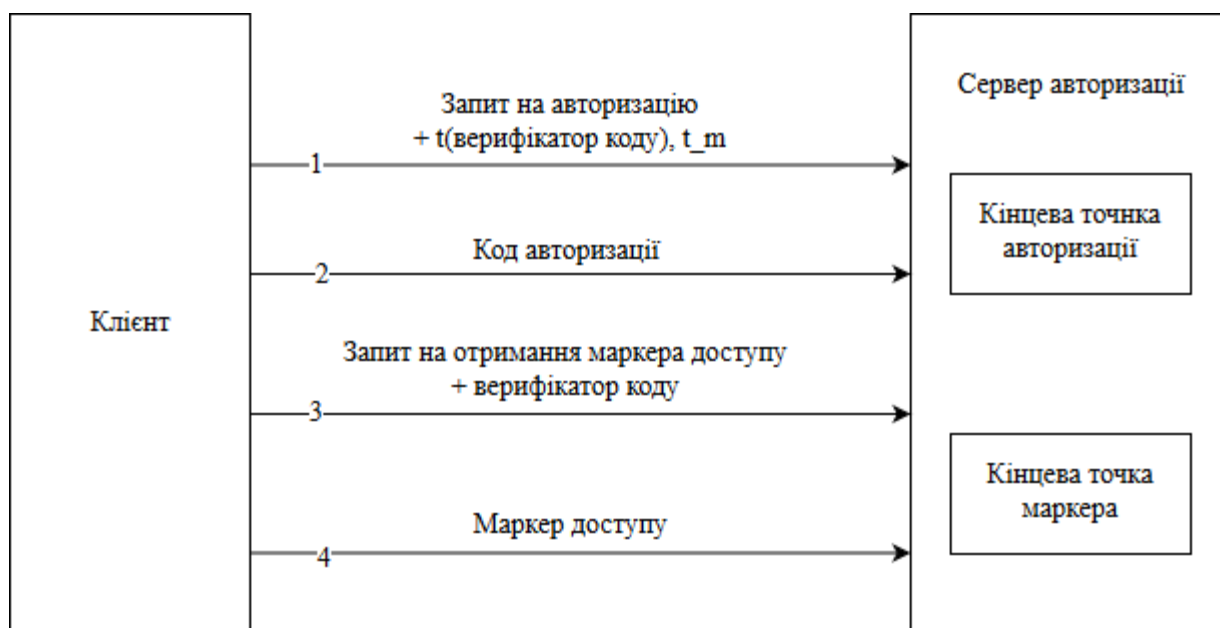 Клієнт
Запит на авторизацію
+ t(верифікатор коду), t_m
1
Код авторизації
2
Запит на отримання маркера доступу
+ верифікатор коду
3
Маркер доступу
4
Сервер авторизації
Кінцева точнка
авторизації
Кінцева точка
маркера